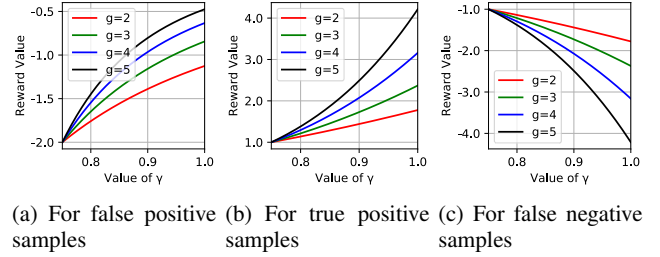 Reward Value
−0.5
−1.0
−1.5
−2.0
g=2
g=3
g=4
g=5
0.8 0.9 1.0
Value of γ
Reward Value
4.0
3.0
2.0
1.0
g=2
g=3
g=4
g=5
0.8 0.9 1.0
Value of γ
Reward Value
−1.0
−2.0
−3.0
−4.0
g=2
g=3
g=4
g=5
0.8 0.9 1.0
Value of γ
(a) For false positive
samples
(b) For true positive
samples
(c) For false negative
samples